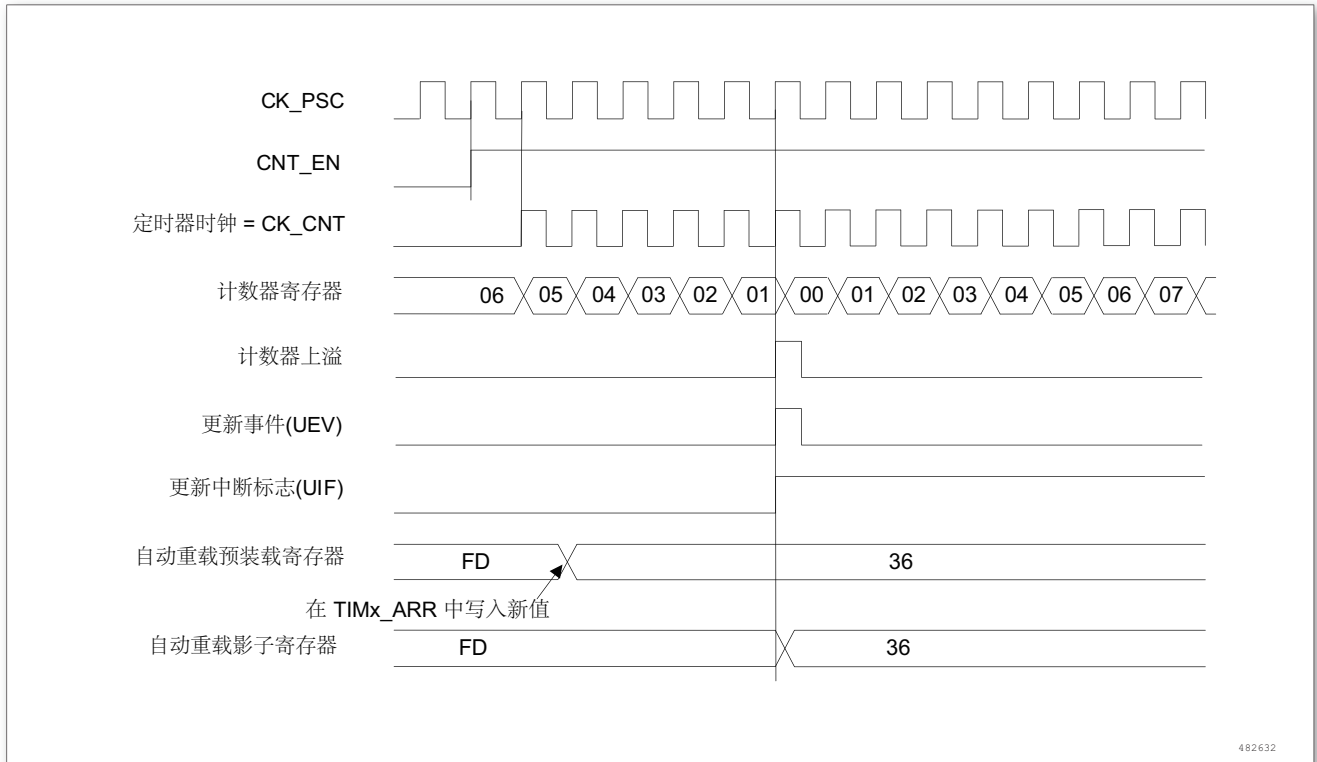 CK_PSC
CNT_EN
定时器时钟 = CK_CNT
计数器寄存器 06 05 04 03 02 01 00 01 02 03 04 05 06 07
计数器上溢
更新事件(UEV)
更新中断标志(UIF)
自动重载预装载寄存器 FD 36
在 TIMx_ARR 中写入新值
自动重载影子寄存器 FD 36
482632